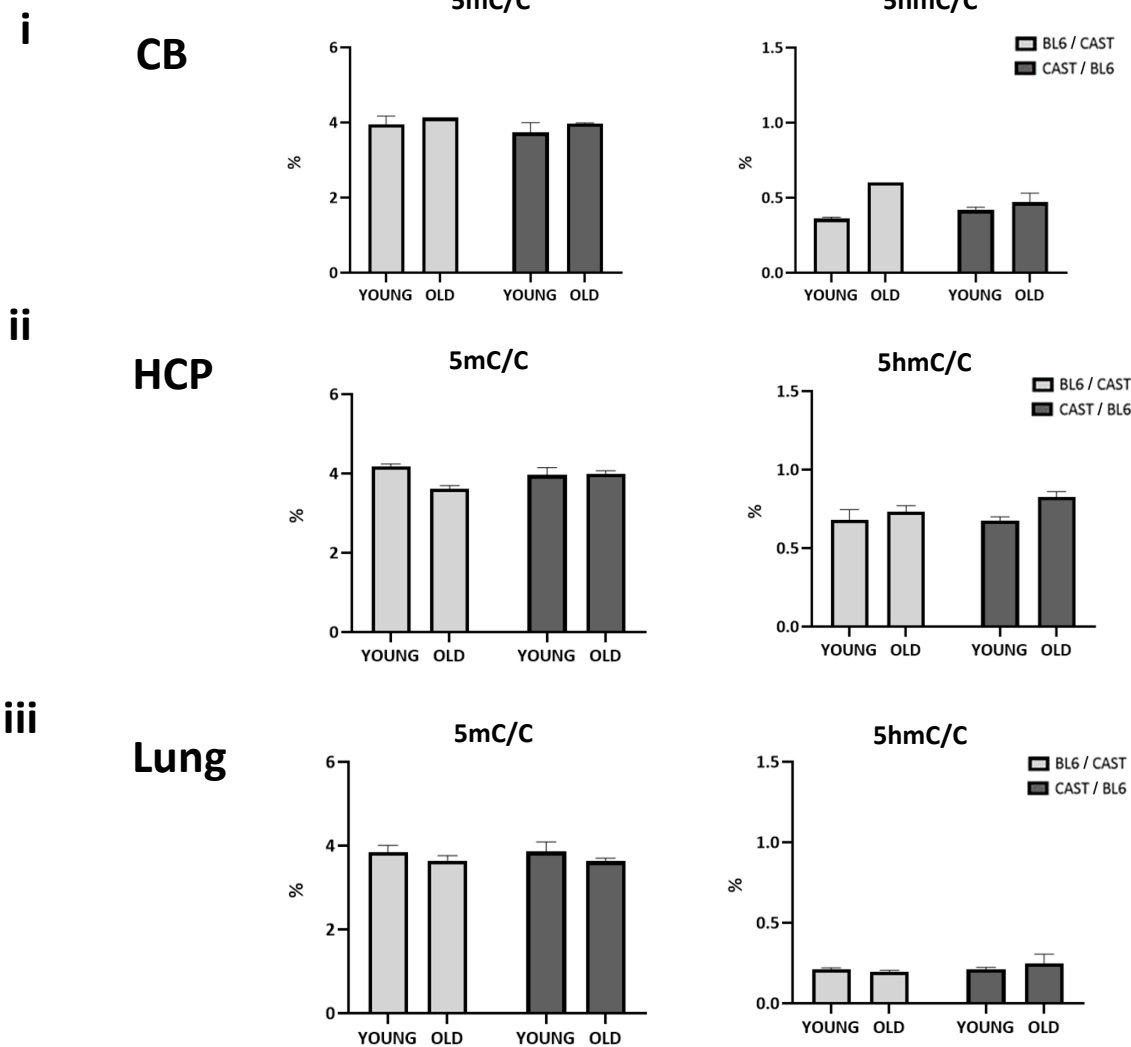 5mC/C
5hmC/C
i
CB
BL6 / CAST
CAST / BL6
6
4
2
0
%
YOUNG OLD YOUNG OLD
1.5
1.0
0.5
0.0
%
YOUNG OLD YOUNG OLD
ii
HCP
5mC/C
5hmC/C
BL6 / CAST
CAST / BL6
6
4
2
0
%
YOUNG OLD YOUNG OLD
1.5
1.0
0.5
0.0
%
YOUNG OLD YOUNG OLD
iii
Lung
5mC/C
5hmC/C
BL6 / CAST
CAST / BL6
6
4
2
0
%
YOUNG OLD YOUNG OLD
1.5
1.0
0.5
0.0
%
YOUNG OLD YOUNG OLD